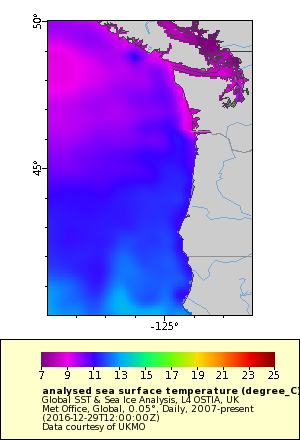 50°
45°
-125°
7 9 11 13 15 17 19 21 23 25
analysed sea surface temperature (degree_C)
Global SST & Sea Ice Analysis, L4 OSTIA, UK
Met Office, Global, 0.05°, Daily, 2007-present
(2016-12-29T12:00:00Z)
Data courtesy of UKMO